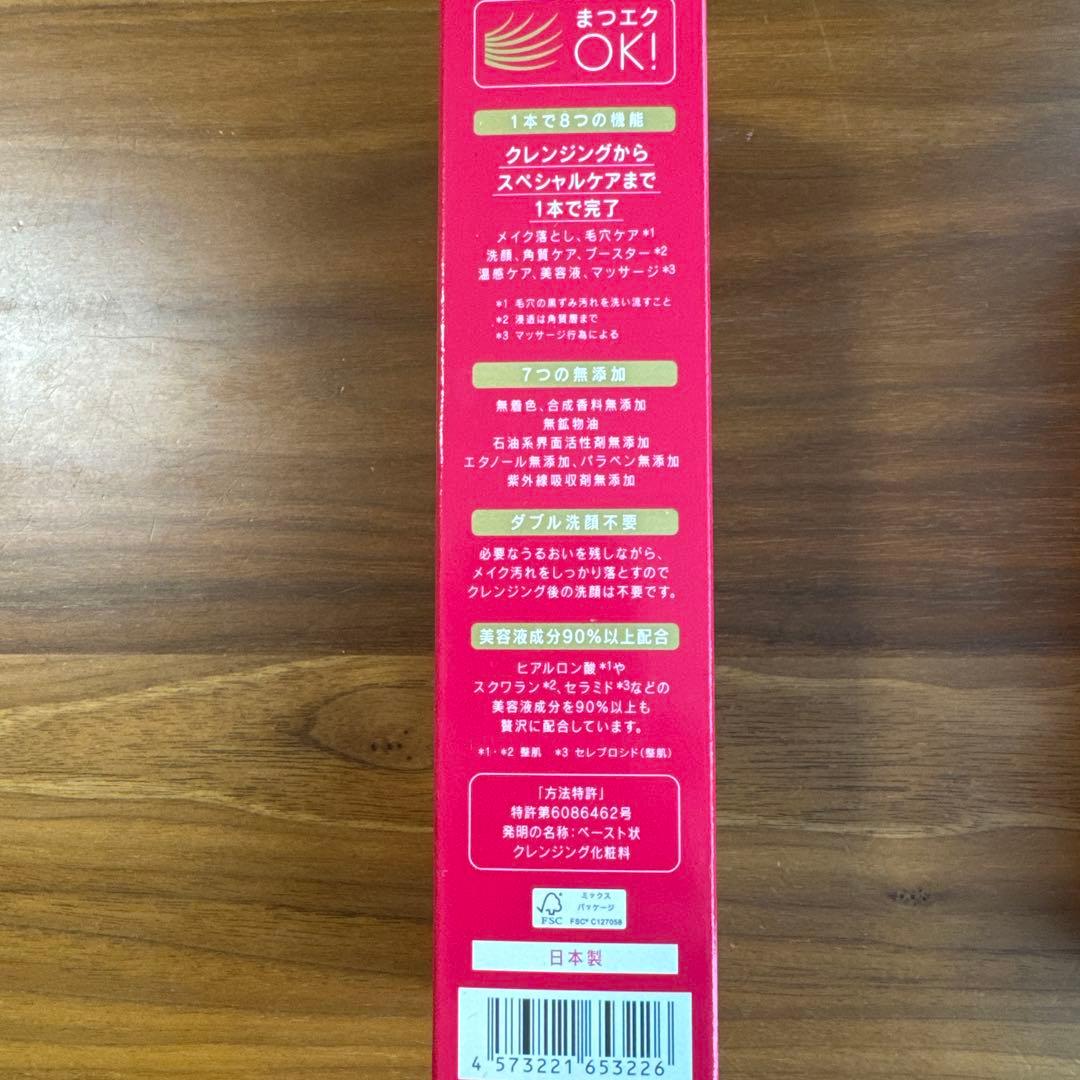 まつエク
OK!
1本で8つの機能
クレンジングから
スペシャルケアまで
1本で完了
メイク落とし、毛穴ケア*1
洗顔、角質ケア、ブースター*2
温感ケア、美容液、マッサージ*3
*1 毛穴の黒ずみ汚れを洗い流すこと
*2 浸透は角質層まで
*3 マッサージ行為による
7つの無添加
無着色、合成香料無添加
無鉱物油
石油系界面活性剤無添加
エタノール無添加、パラベン無添加
紫外線吸収剤無添加
ダブル洗顔不要
必要なうるおいを残しながら、
メイク汚れをしっかり落とすので
クレンジング後の洗顔は不要です。
美容液成分90%以上配合
ヒアルロン酸*1や
スクワラン*2、セラミド*3などの
美容液成分を90%以上も
贅沢に配合しています。
*1・*2 整肌 *3 セレブロシド(整肌)
「方法特許」
特許第6086462号
発明の名称:ペースト状
クレンジング化粧料
ミックス
パッケージ
FSC FSC® C127058
日本製
4 573221 653226